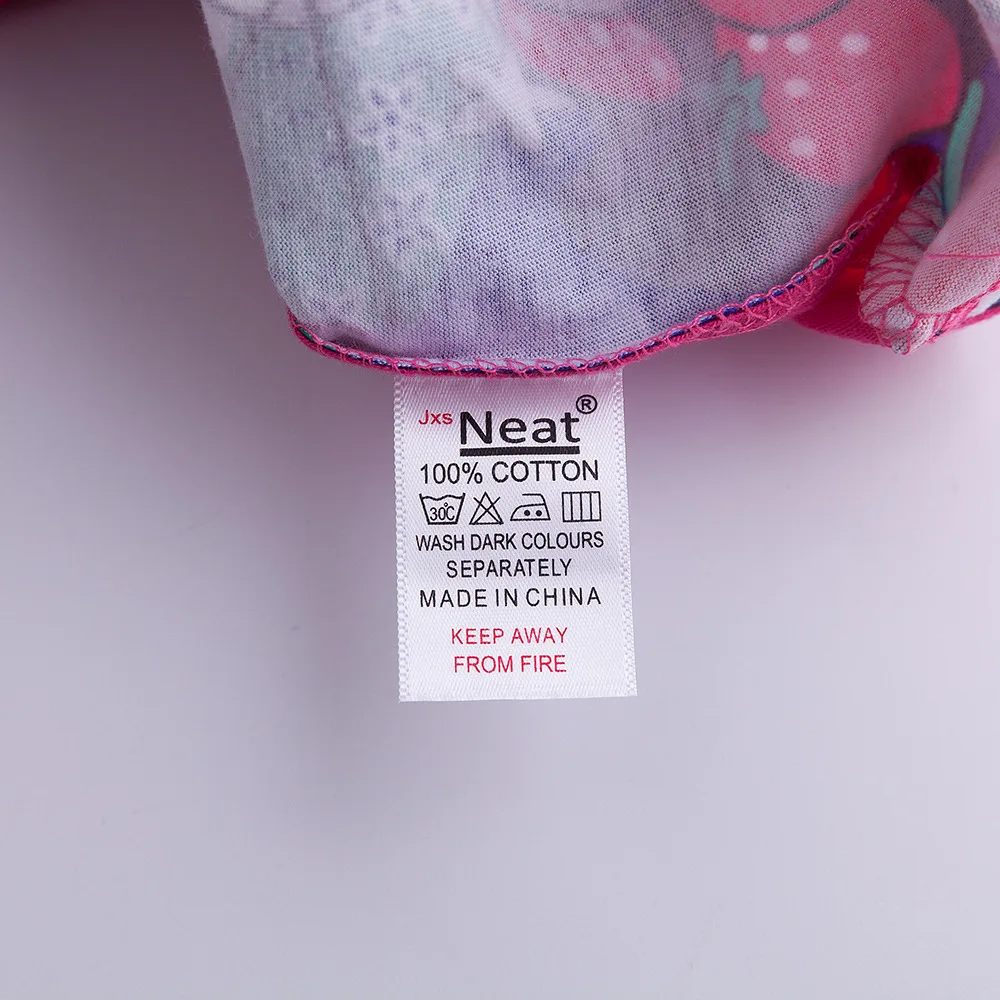 Jxs Neat®
100% COTTON
30℃
WASH DARK COLOURS
SEPARATELY
MADE IN CHINA
KEEP AWAY
FROM FIRE